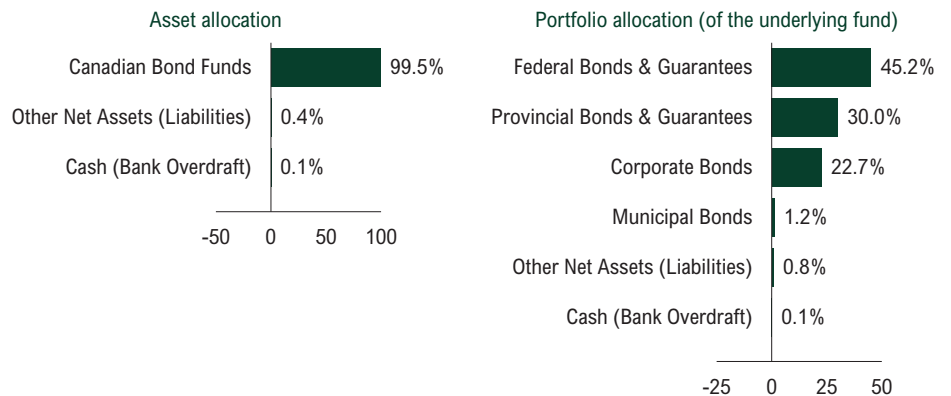 Asset allocation
Canadian Bond Funds 99.5%
Other Net Assets (Liabilities) 0.4%
Cash (Bank Overdraft) 0.1%
-50 0 50 100
Portfolio allocation (of the underlying fund)
Federal Bonds & Guarantees 45.2%
Provincial Bonds & Guarantees 30.0%
Corporate Bonds 22.7%
Municipal Bonds 1.2%
Other Net Assets (Liabilities) 0.8%
Cash (Bank Overdraft) 0.1%
-25 0 25 50